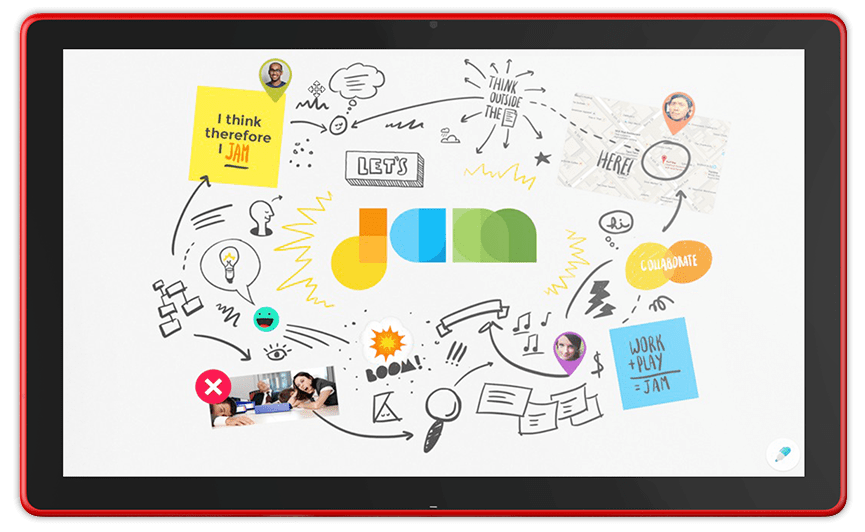 I think
therefore
I JAM
THINK
OUTSIDE
THE
HERE!
LET'S
Jam
hi
COLLABORATE
BOOM!
!!!
$
WORK
+PLAY
=JAM